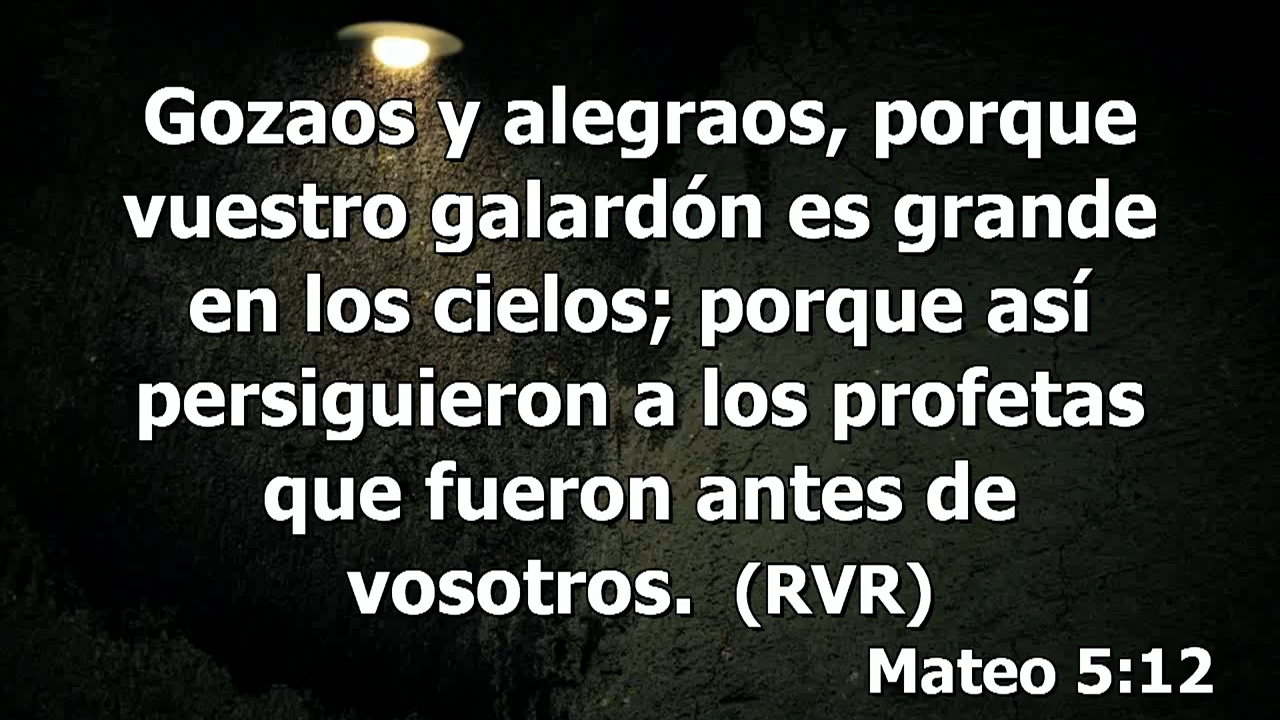 Gozaos y alegraos, porque
vuestro galardón es grande
en los cielos; porque así
persiguieron a los profetas
que fueron antes de
vosotros. (RVR)
Mateo 5:12